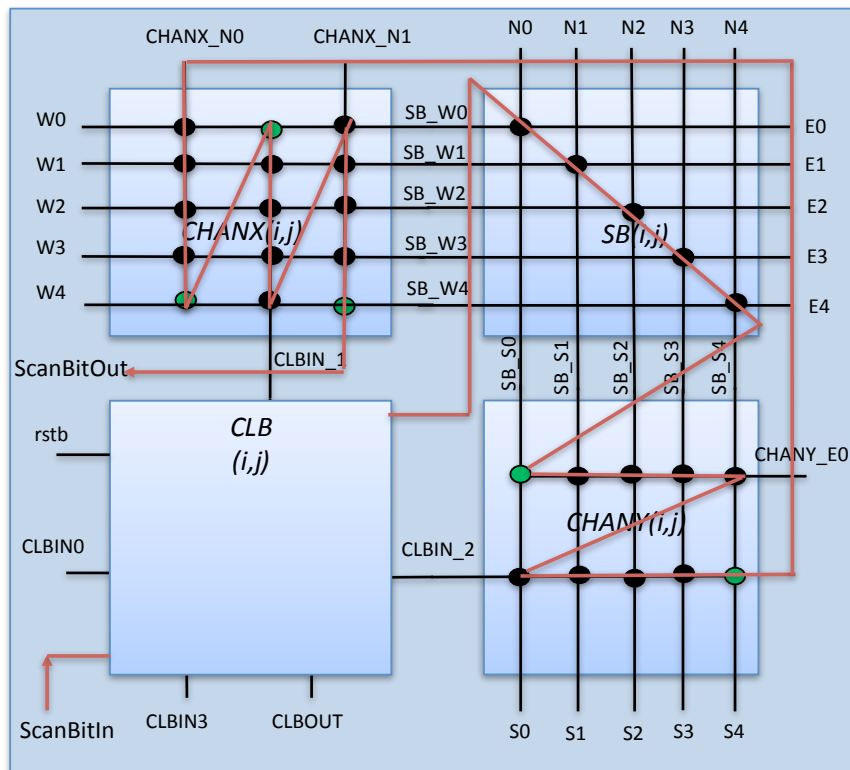 CHANX_N0
CHANX_N1
N0 N1 N2 N3 N4
W0
SB_W0
E0
W1
SB_W1
E1
W2
SB_W2
E2
CHANX(i,j)
SB(i,j)
W3
SB_W3
E3
W4
SB_W4
E4
ScanBitOut
CLBIN_1
SB_S0
SB_S1
SB_S2
SB_S3
SB_S4
rstb
CLB
(i,j)
CHANY_E0
CHANY(i,j)
CLBIN0
CLBIN_2
ScanBitIn
CLBIN3
CLBOUT
S0 S1 S2 S3 S4